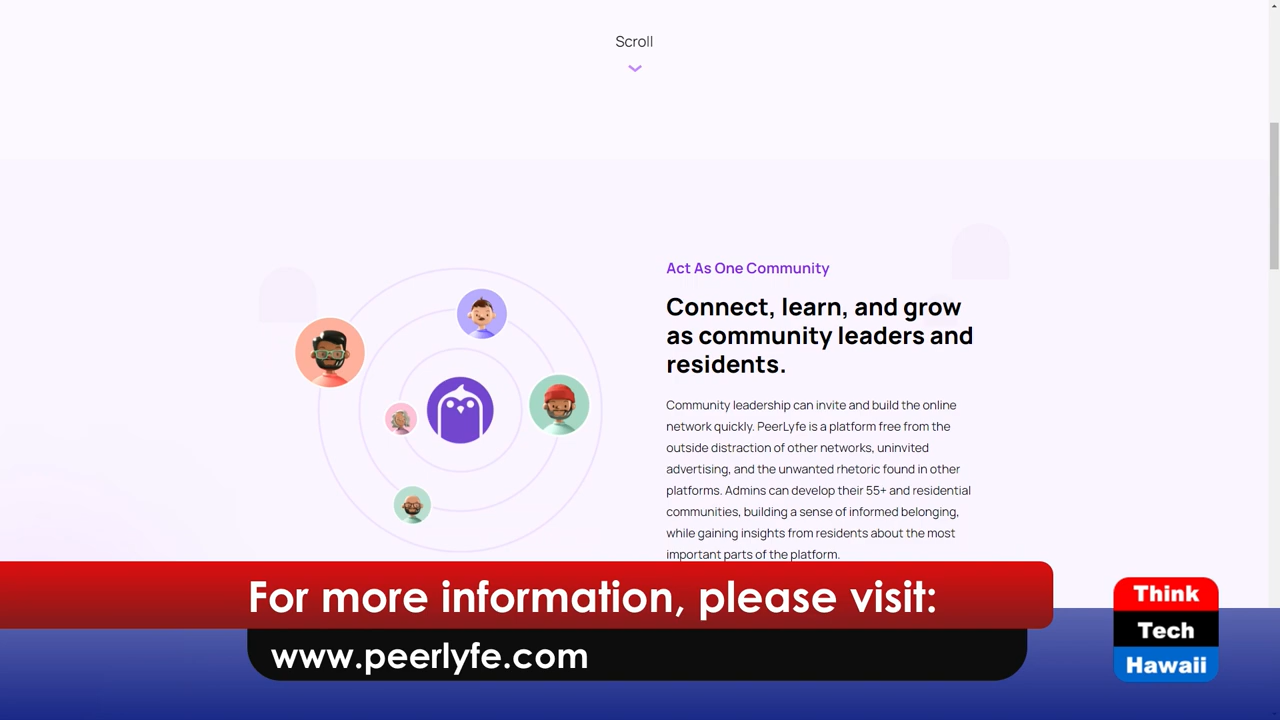 Scroll
Act As One Community
Connect, learn, and grow
as community leaders and
residents.
Community leadership can invite and build the online
network quickly. PeerLyfe is a platform free from the
outside distraction of other networks, uninvited
advertising, and the unwanted rhetoric found in other
platforms. Admins can develop their 55+ and residential
communities, building a sense of informed belonging,
while gaining insights from residents about the most
important parts of the platform.
For more information, please visit:
www.peerlyfe.com
Think
Tech
Hawaii